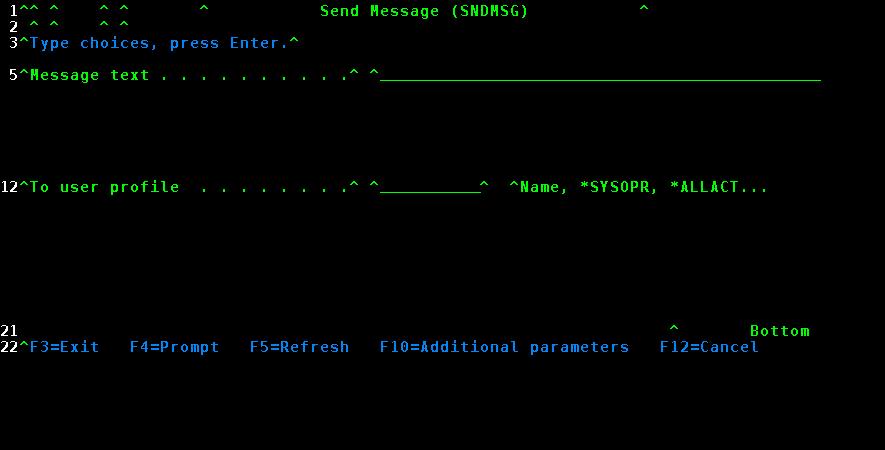 1^^ ^    ^ ^       ^           Send Message (SNDMSG)           ^
2 ^ ^    ^ ^
3^Type choices, press Enter.^
5^Message text . . . . . . . . . .^ ^____________________________________________
12^To user profile  . . . . . . . .^ ^__________^  ^Name, *SYSOPR, *ALLACT...
21                                                                 ^       Bottom
22^F3=Exit   F4=Prompt   F5=Refresh   F10=Additional parameters   F12=Cancel